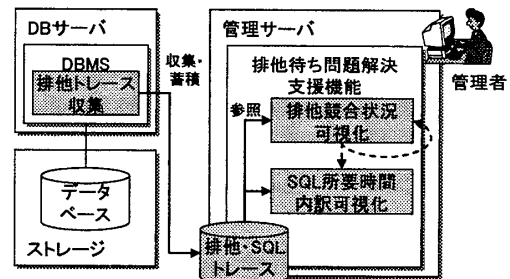 DBサーバ
DBMS
排他トレース
収集
データ
ベース
ストレージ
収集・
蓄積
管理サーバ
排他待ち問題解決
支援機能
参照
排他競合状況
可視化
SQL所要時間
内訳可視化
排他・SQL
トレース
管理者